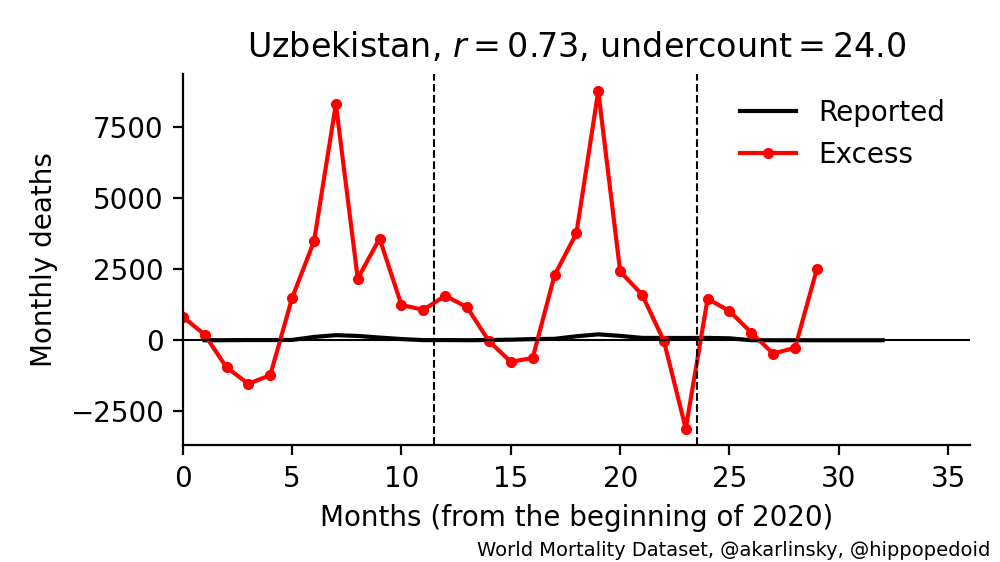 Uzbekistan, r = 0.73, undercount = 24.0
Monthly deaths
7500
5000
2500
0
−2500
Reported
Excess
0 5 10 15 20 25 30 35
Months (from the beginning of 2020)
World Mortality Dataset, @akarlinsky, @hippopedoid